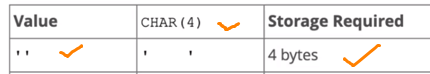 Value CHAR(4) Storage Required
'' '    ' 4 bytes